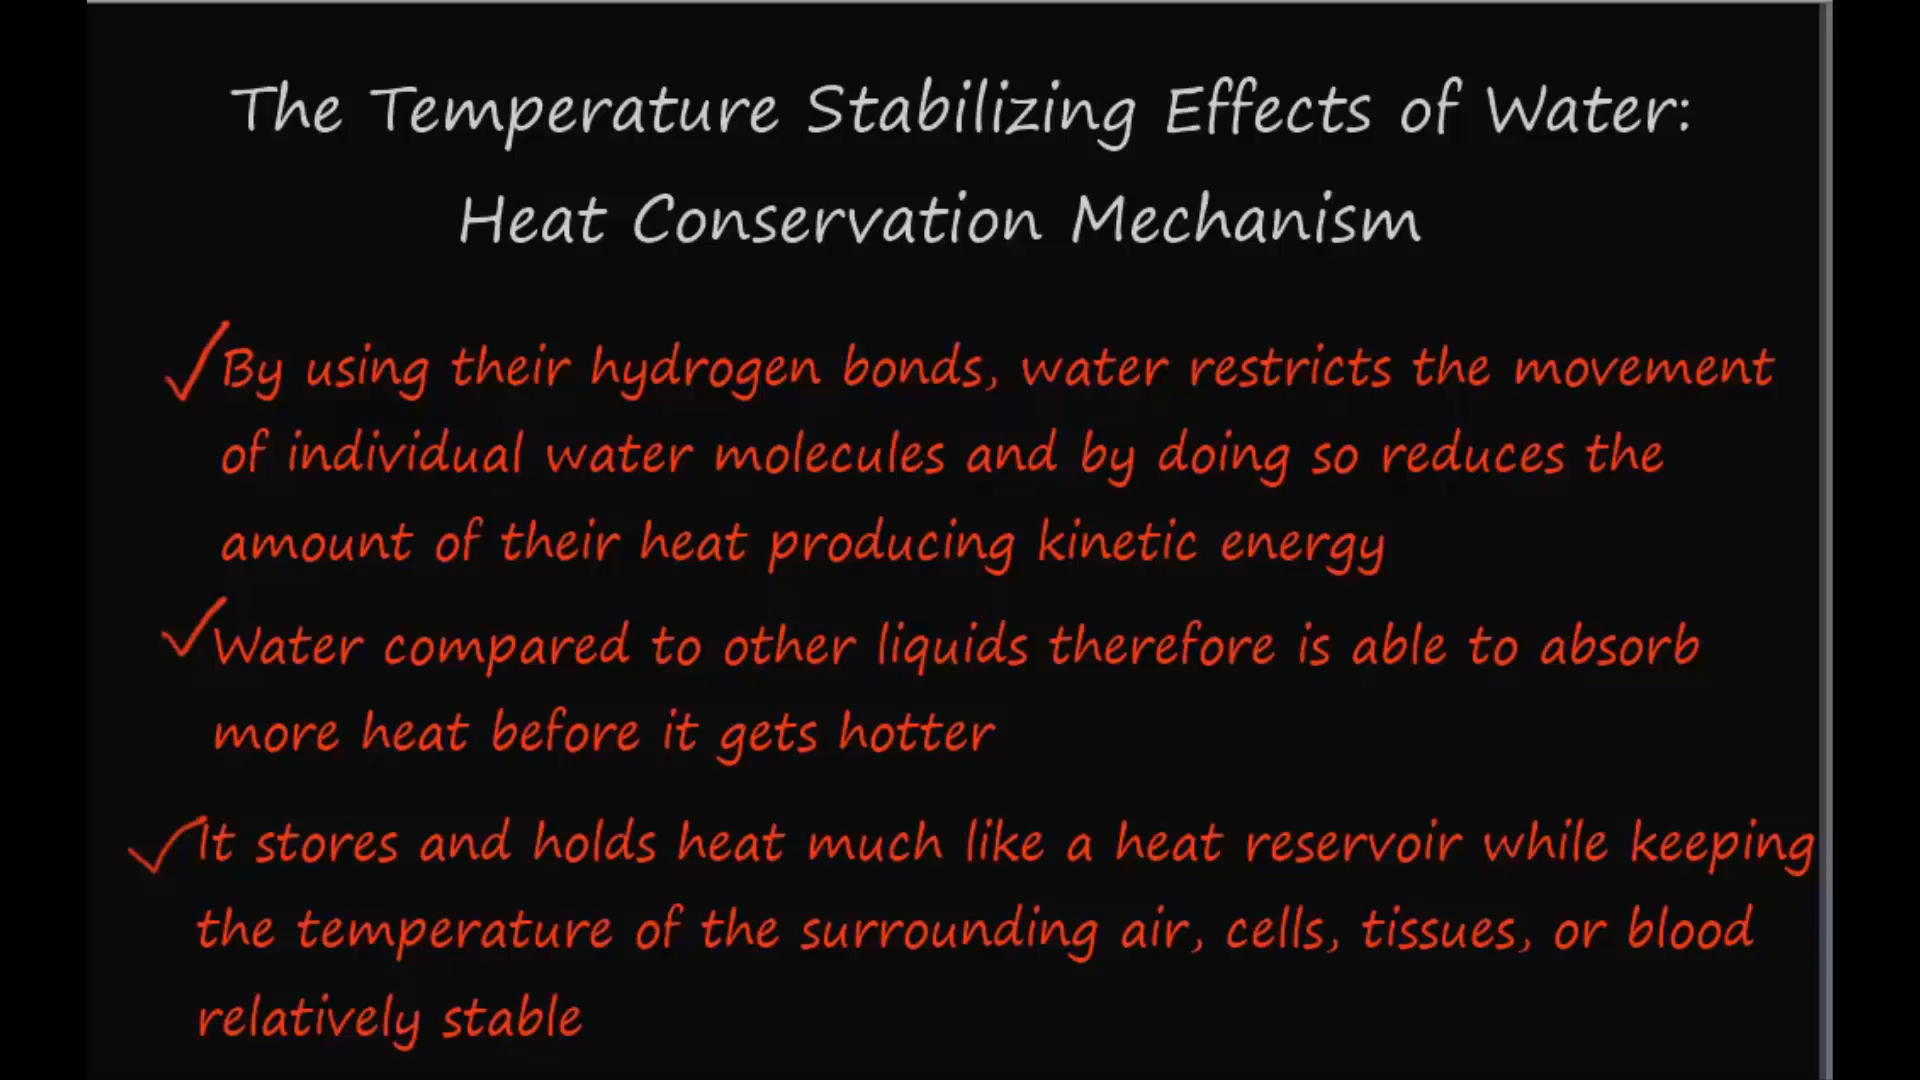 The Temperature Stabilizing Effects of Water:
Heat Conservation Mechanism
By using their hydrogen bonds, water restricts the movement
of individual water molecules and by doing so reduces the
amount of their heat producing kinetic energy
Water compared to other liquids therefore is able to absorb
more heat before it gets hotter
It stores and holds heat much like a heat reservoir while keeping
the temperature of the surrounding air, cells, tissues, or blood
relatively stable